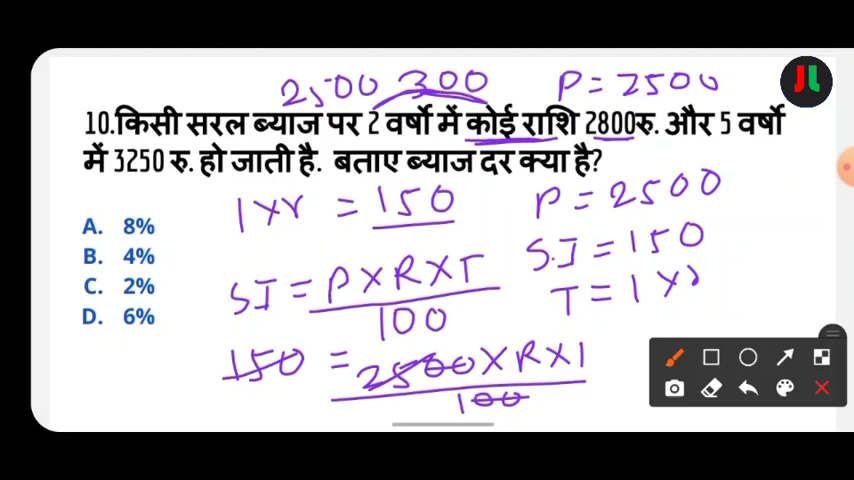 2500 300 P = 2500
10.किसी सरल ब्याज पर 2 वर्षो में कोई राशि 2800रु. और 5 वर्षो
में 3250 रु. हो जाती है. बताए ब्याज दर क्या है?
1 Yr = 150 P = 2500
A. 8%
B. 4%
C. 2%
D. 6%
S.I = 150
SI = P X R X T / 100
T = 1 Yr
150 = 2500 X R X 1 / 100
JL